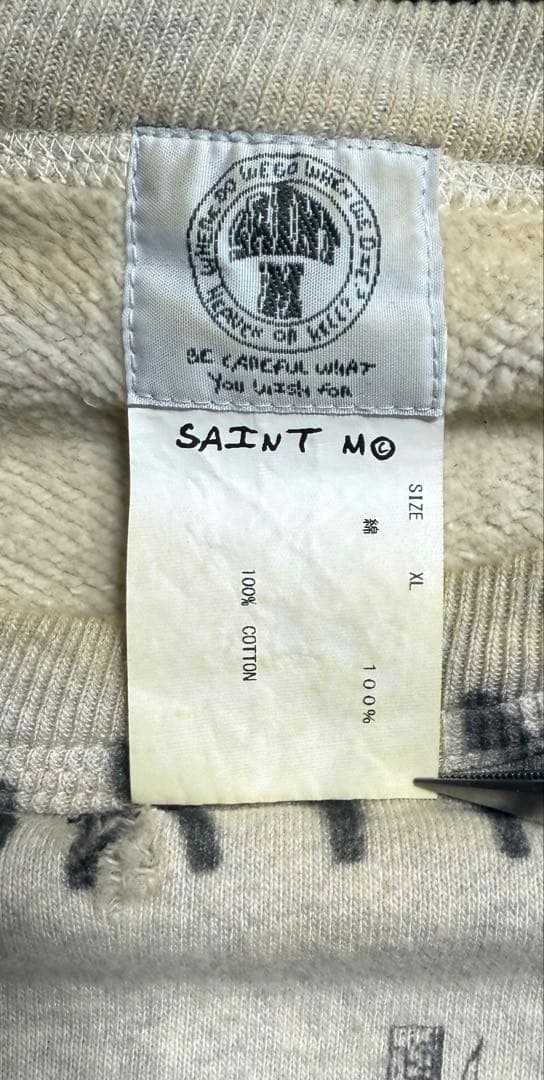 WHERE DO WE GO WHEN WE DIE?
HEAVEN OR HELL?
SAINT
M
BE CAREFUL WHAT
YOU WISH FOR
SAINT M©
SIZE XL
綿 100%
100% COTTON